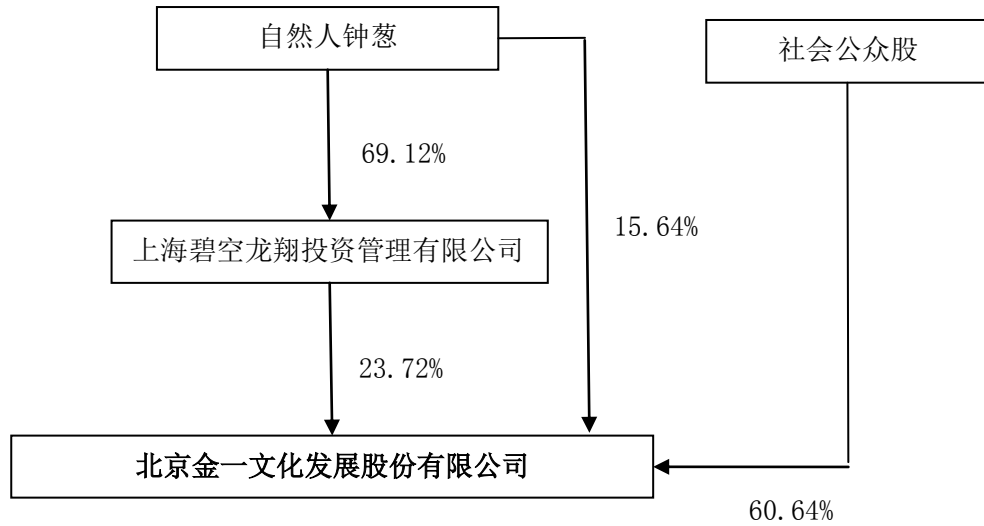 自然人钟葱
社会公众股
69.12%
15.64%
上海碧空龙翔投资管理有限公司
23.72%
北京金一文化发展股份有限公司
60.64%